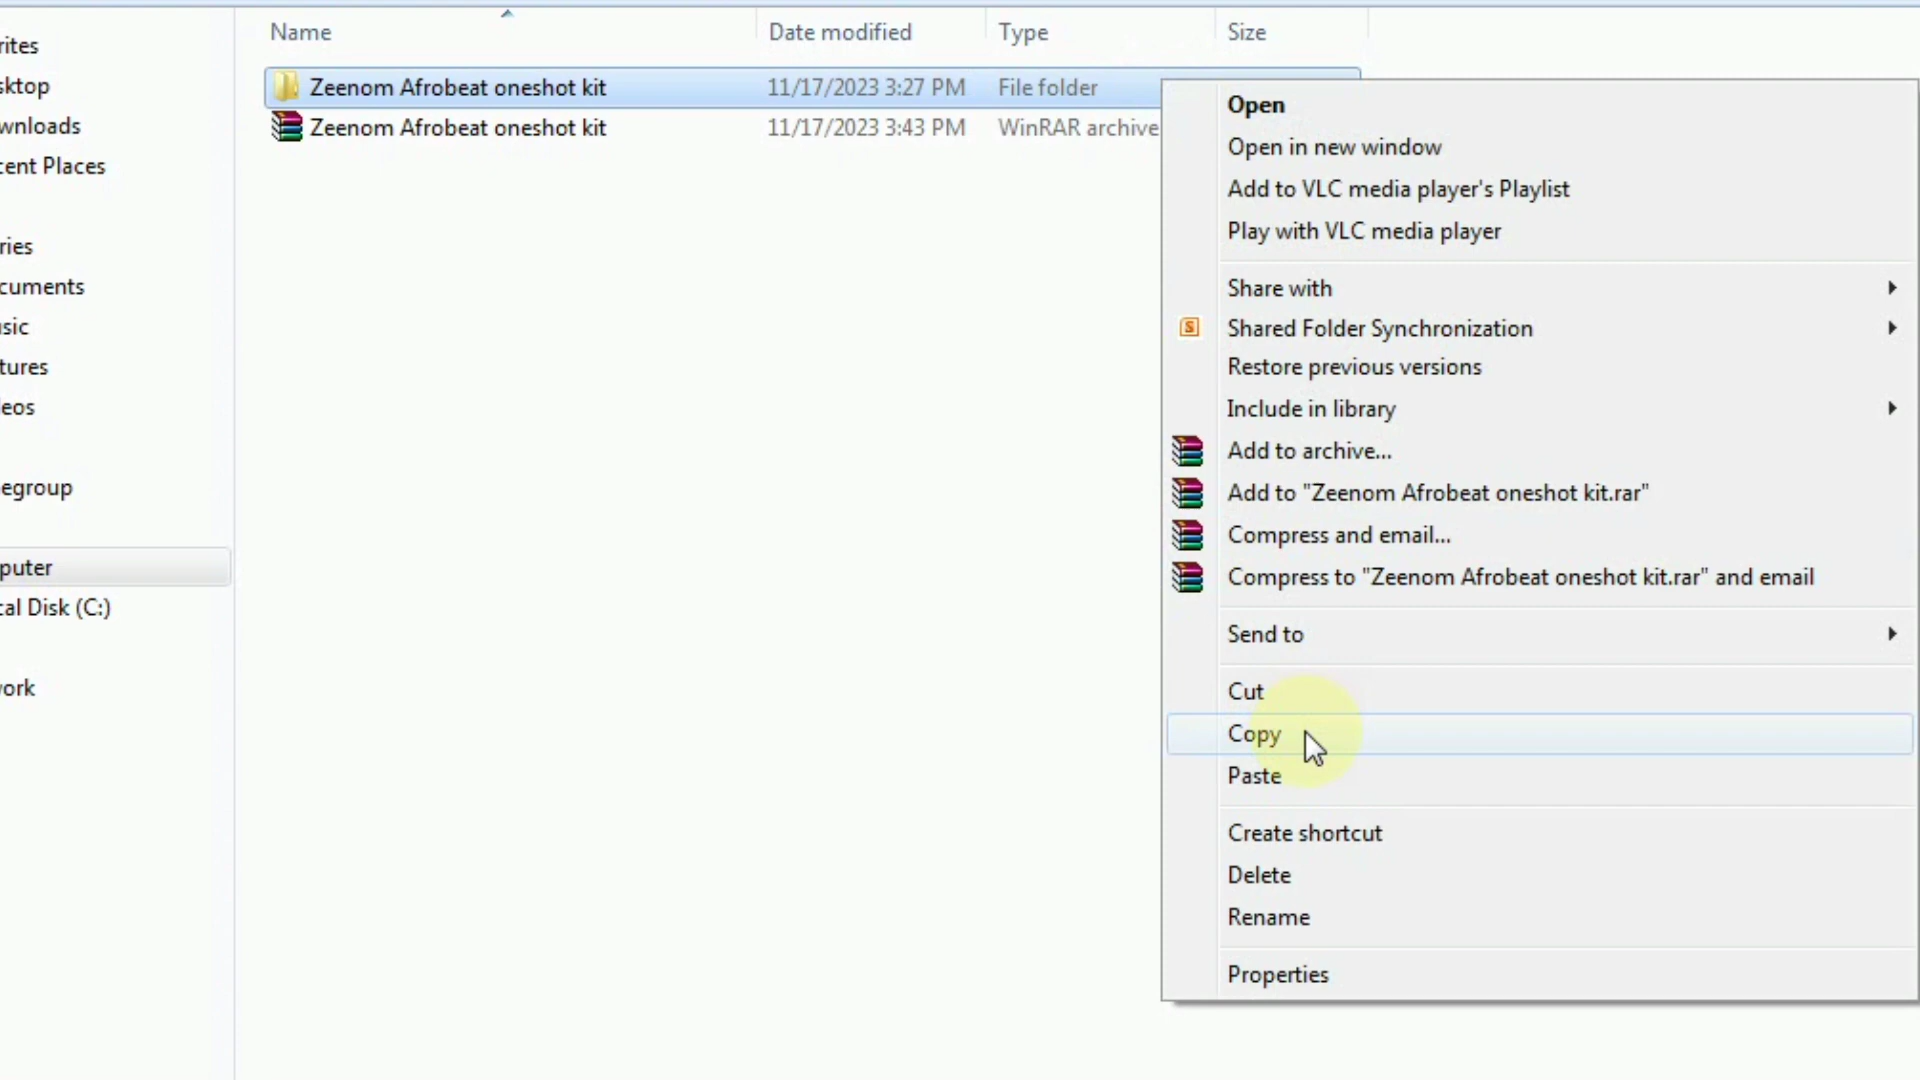 Name Date modified Type Size
rites
sktop
wnloads
cent Places
ries
cuments
sic
tures
eos
egroup
puter
cal Disk (C:)
ork
Zeenom Afrobeat oneshot kit 11/17/2023 3:27 PM File folder
Zeenom Afrobeat oneshot kit 11/17/2023 3:43 PM WinRAR archive
Open
Open in new window
Add to VLC media player's Playlist
Play with VLC media player
Share with
S
Shared Folder Synchronization
Restore previous versions
Include in library
Add to archive...
Add to "Zeenom Afrobeat oneshot kit.rar"
Compress and email...
Compress to "Zeenom Afrobeat oneshot kit.rar" and email
Send to
Cut
Copy
Paste
Create shortcut
Delete
Rename
Properties